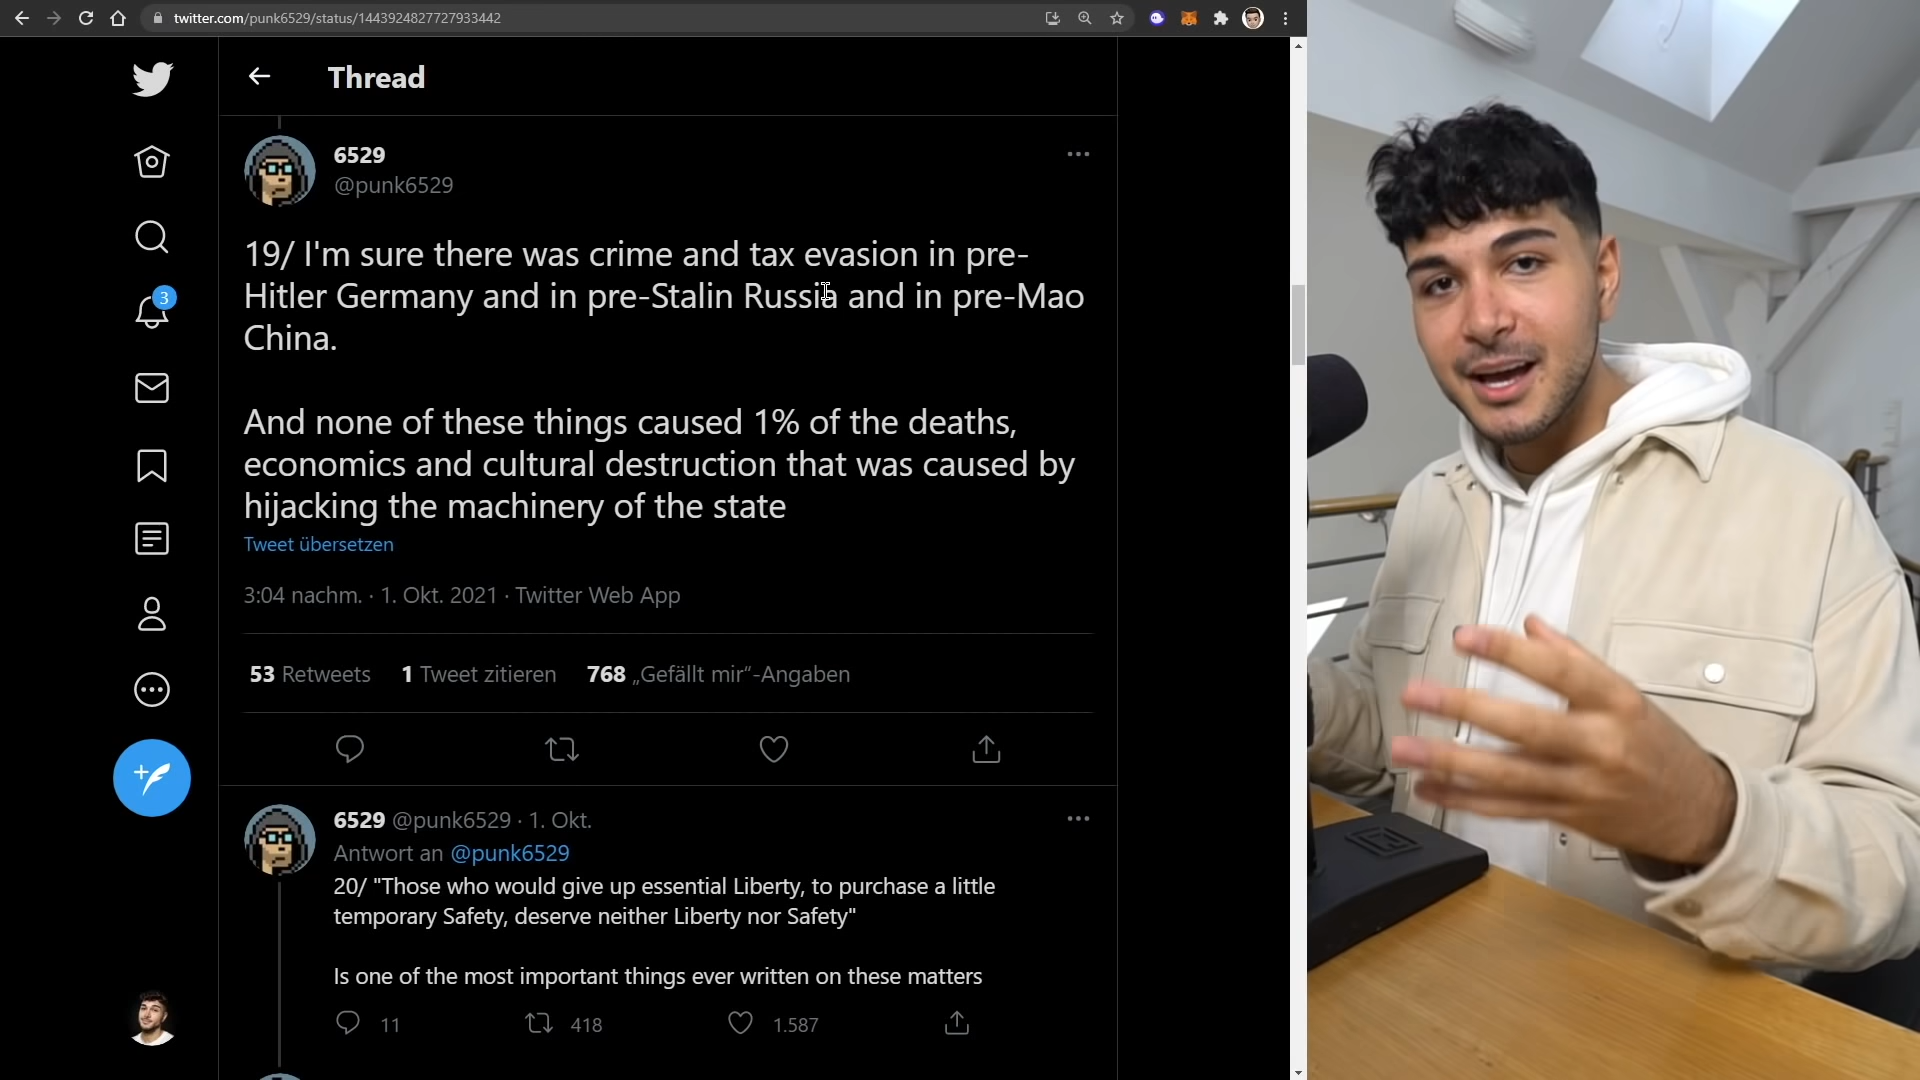 twitter.com/punk6529/status/1443924827727933442
Thread
6529
@punk6529
19/ I'm sure there was crime and tax evasion in pre-
Hitler Germany and in pre-Stalin Russia and in pre-Mao
China.
And none of these things caused 1% of the deaths,
economics and cultural destruction that was caused by
hijacking the machinery of the state
Tweet übersetzen
3:04 nachm. · 1. Okt. 2021 · Twitter Web App
53 Retweets 1 Tweet zitieren 768 „Gefällt mir“-Angaben
3
6529 @punk6529 · 1. Okt.
Antwort an @punk6529
20/ "Those who would give up essential Liberty, to purchase a little
temporary Safety, deserve neither Liberty nor Safety"
Is one of the most important things ever written on these matters
11 418 1.587